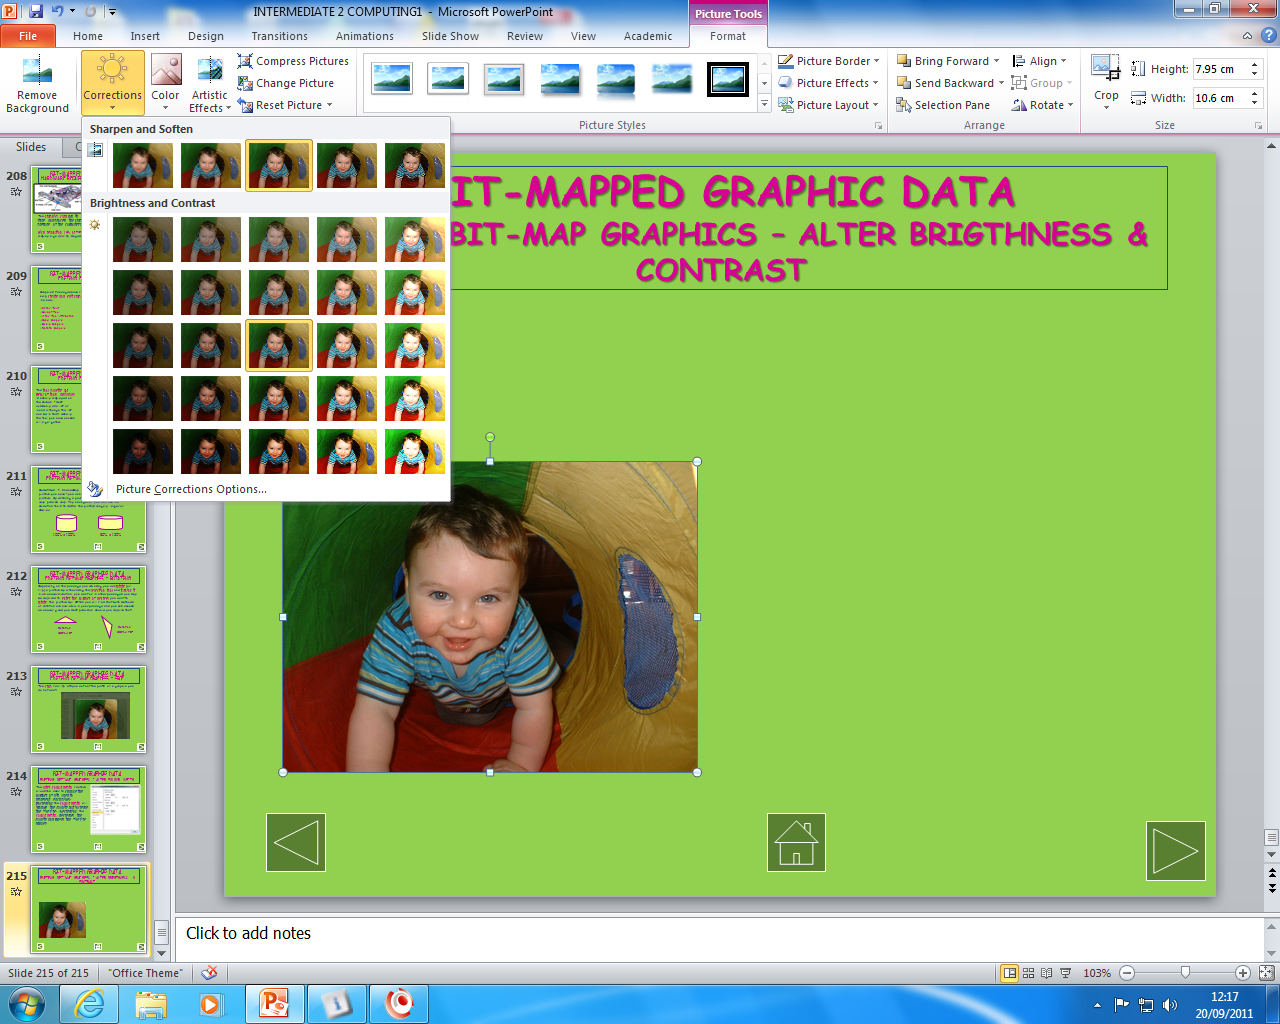 INTERMEDIATE 2 COMPUTING1 - Microsoft PowerPoint
Picture Tools
File
Home
Insert
Design
Transitions
Animations
Slide Show
Review
View
Academic
Format
Remove Background
Corrections
Color
Artistic Effects
Compress Pictures
Change Picture
Reset Picture
Picture Styles
Picture Border
Picture Effects
Picture Layout
Bring Forward
Send Backward
Selection Pane
Align
Group
Rotate
Arrange
Crop
Height: 7.95 cm
Width: 10.6 cm
Size
Sharpen and Soften
Brightness and Contrast
Picture Corrections Options...
Slides
208
209
210
211
212
213
214
215
IT-MAPPED GRAPHIC DATA
BIT-MAP GRAPHICS - ALTER BRIGTHNESS &
CONTRAST
Click to add notes
Slide 215 of 215
"Office Theme"
103%
12:17
20/09/2011